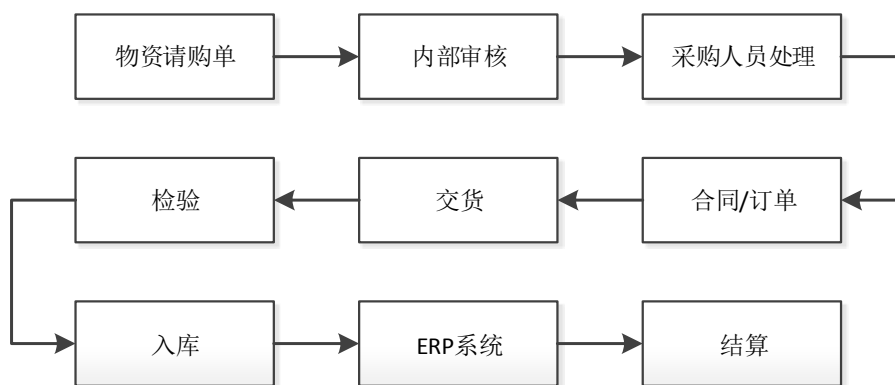 物资请购单
内部审核
采购人员处理
合同/订单
交货
检验
入库
ERP系统
结算